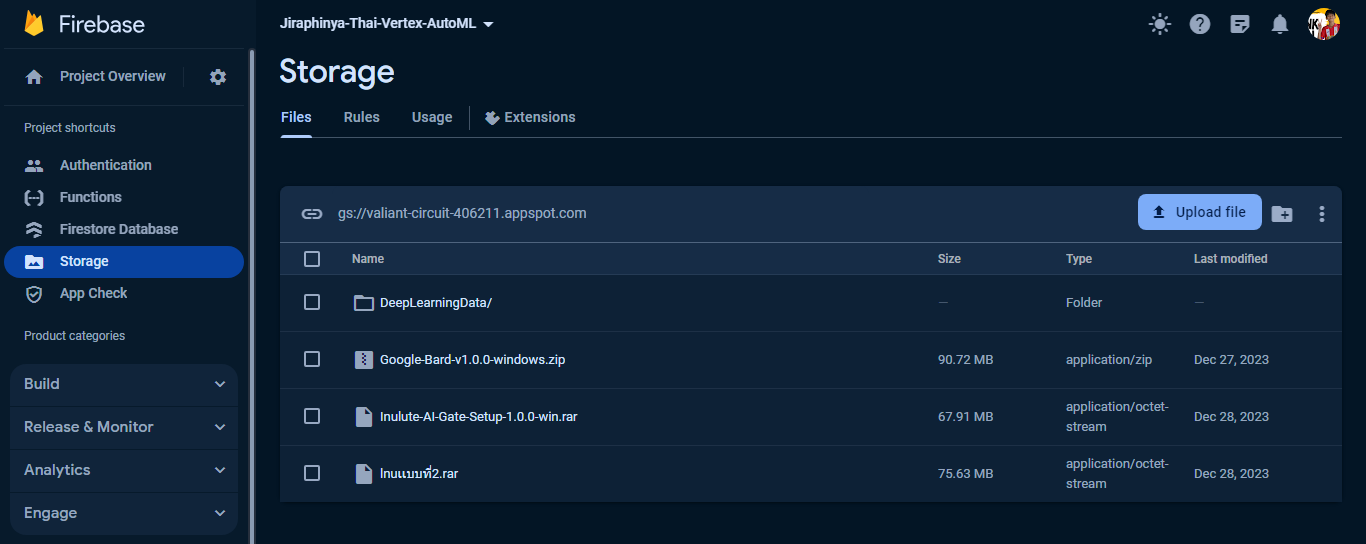 Firebase
Jiraphinya-Thai-Vertex-AutoML
Project Overview
Storage
Files Rules Usage Extensions
Project shortcuts
Authentication
Functions
Firestore Database
Storage
App Check
Product categories
Build
Release & Monitor
Analytics
Engage
gs://valiant-circuit-406211.appspot.com
Upload file
Name Size Type Last modified
DeepLearningData/ — Folder —
Google-Bard-v1.0.0-windows.zip 90.72 MB application/zip Dec 27, 2023
Inulute-AI-Gate-Setup-1.0.0-win.rar 67.91 MB application/octet-stream Dec 28, 2023
Inuแบบที่2.rar 75.63 MB application/octet-stream Dec 28, 2023